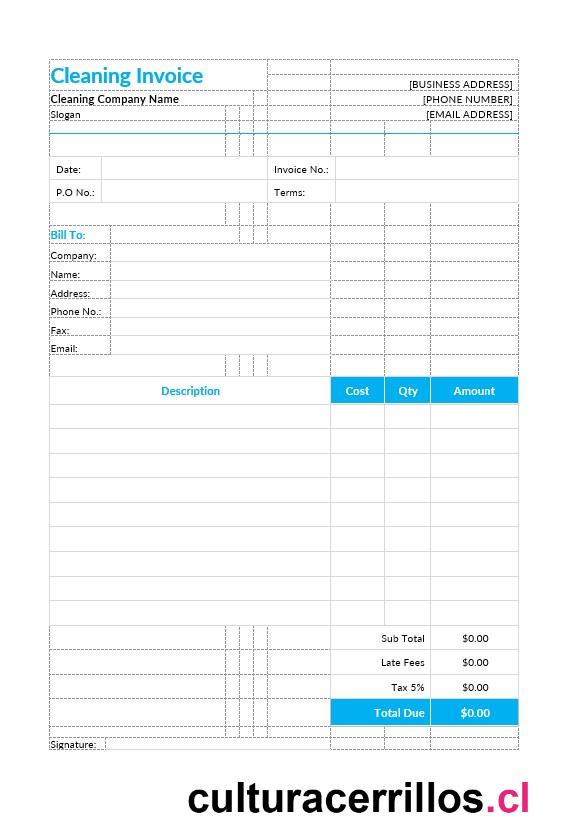 Cleaning Invoice
[BUSINESS ADDRESS]
Cleaning Company Name [PHONE NUMBER]
Slogan [EMAIL ADDRESS]
Date: Invoice No.:
P.O No.: Terms:
Bill To:
Company:
Name:
Address:
Phone No.:
Fax:
Email:
Description Cost Qty Amount
Sub Total $0.00
Late Fees $0.00
Tax 5% $0.00
Total Due $0.00
Signature:
culturacerrillos.cl